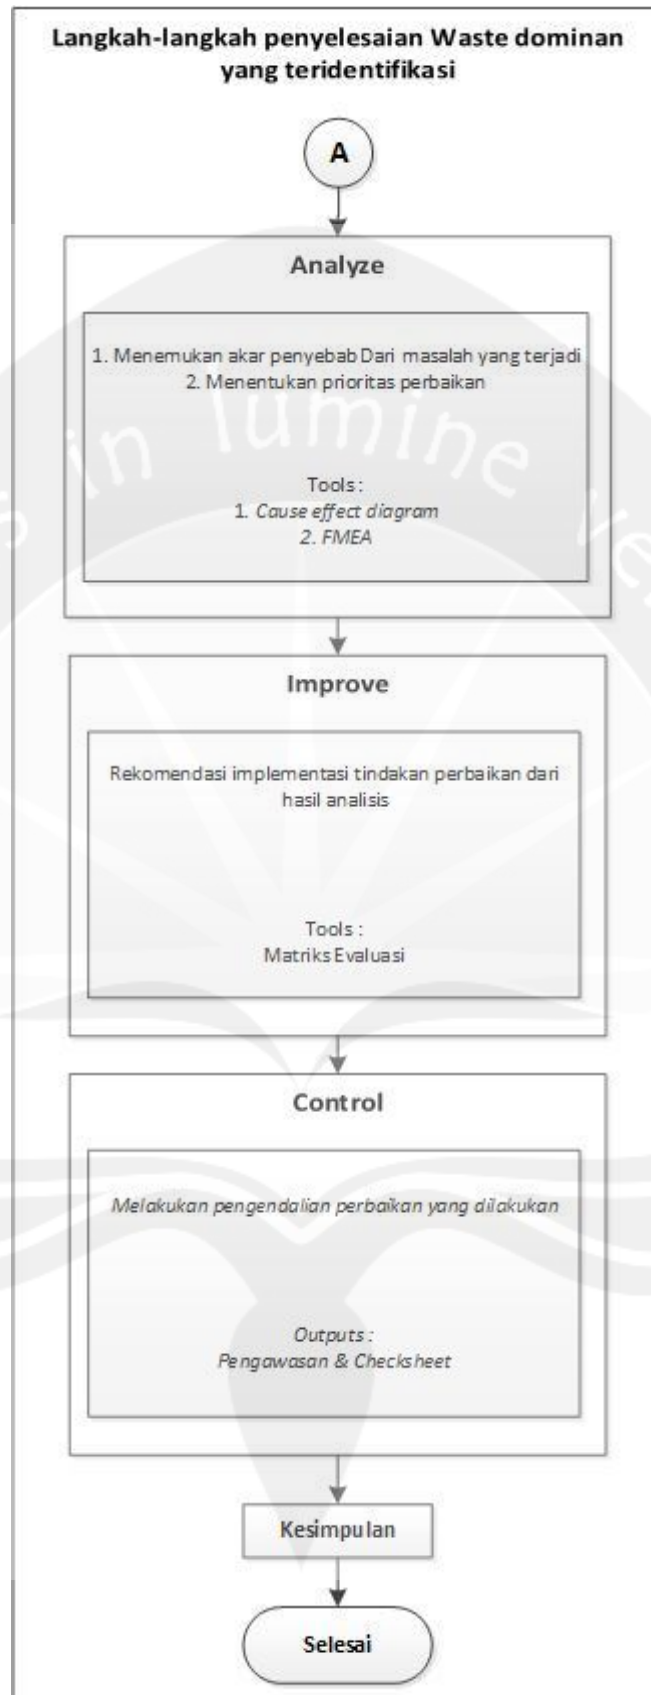 Langkah-langkah penyelesaian Waste dominan
yang teridentifikasi
A
Analyze
1. Menemukan akar penyebab Dari masalah yang terjadi
2. Menentukan prioritas perbaikan
Tools :
1. Cause effect diagram
2. FMEA
in lumine
Improve
Rekomendasi implementasi tindakan perbaikan dari
hasil analisis
Tools :
Matriks Evaluasi
Control
Melakukan pengendalian perbaikan yang dilakukan
Outputs :
Pengawasan & Checksheet
Kesimpulan
Selesai